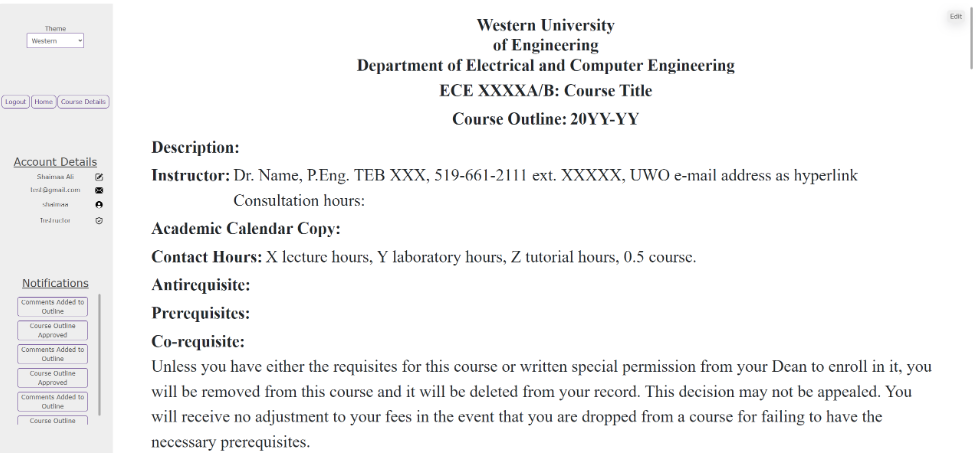 Theme
Western
Logout Home Course Details
Account Details
Shaimaa Ali
test@gmail.com
shaimaa
Instructor
Notifications
Comments Added to
Outline
Course Outline
Approved
Comments Added to
Outline
Course Outline
Approved
Comments Added to
Outline
Course Outline
Edit
Western University
of Engineering
Department of Electrical and Computer Engineering
ECE XXXXA/B: Course Title
Course Outline: 20YY-YY
Description:
Instructor: Dr. Name, P.Eng. TEB XXX, 519-661-2111 ext. XXXXX, UWO e-mail address as hyperlink
Consultation hours:
Academic Calendar Copy:
Contact Hours: X lecture hours, Y laboratory hours, Z tutorial hours, 0.5 course.
Antirequisite:
Prerequisites:
Co-requisite:
Unless you have either the requisites for this course or written special permission from your Dean to enroll in it, you
will be removed from this course and it will be deleted from your record. This decision may not be appealed. You
will receive no adjustment to your fees in the event that you are dropped from a course for failing to have the
necessary prerequisites.